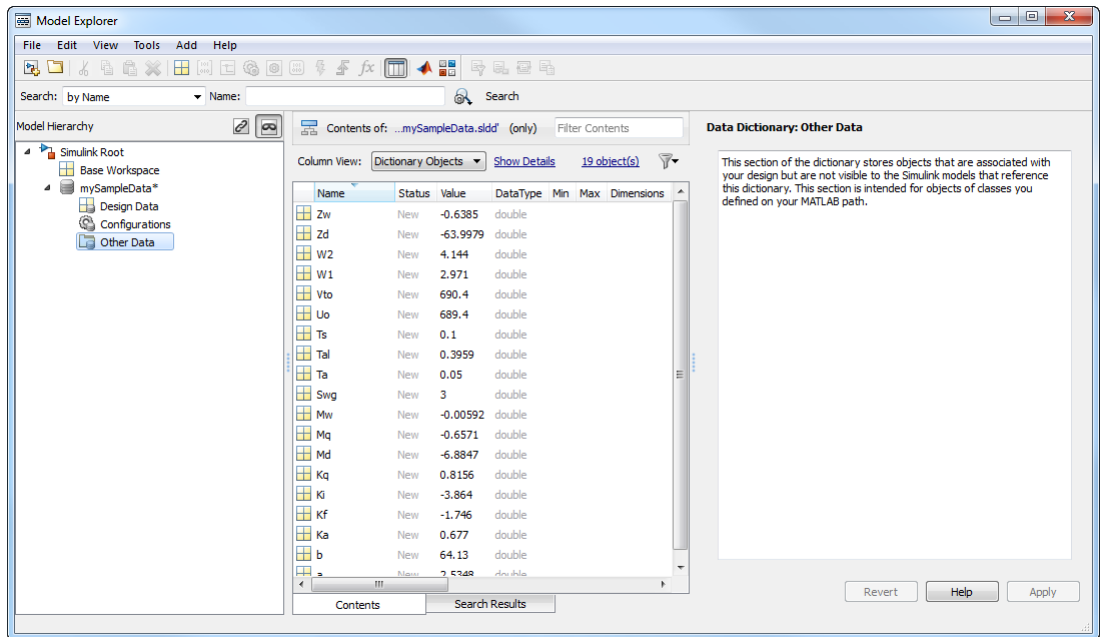 Model Explorer
File Edit View Tools Add Help
fx
Search: by Name Name: Search
Model Hierarchy
Simulink Root
Base Workspace
mySampleData*
Design Data
Configurations
Other Data
Contents of: ...mySampleData.sldd' (only) Filter Contents
Column View: Dictionary Objects Show Details 19 object(s)
Name Status Value DataType Min Max Dimensions
Zw New -0.6385 double
Zd New -63.9979 double
W2 New 4.144 double
W1 New 2.971 double
Vto New 690.4 double
Uo New 689.4 double
Ts New 0.1 double
Tal New 0.3959 double
Ta New 0.05 double
Swg New 3 double
Mw New -0.00592 double
Mq New -0.6571 double
Md New -6.8847 double
Kq New 0.8156 double
Ki New -3.864 double
Kf New -1.746 double
Ka New 0.677 double
b New 64.13 double
a New 2.5348 double
Contents Search Results
Data Dictionary: Other Data
This section of the dictionary stores objects that are associated with
your design but are not visible to the Simulink models that reference
this dictionary. This section is intended for objects of classes you
defined on your MATLAB path.
Revert Help Apply